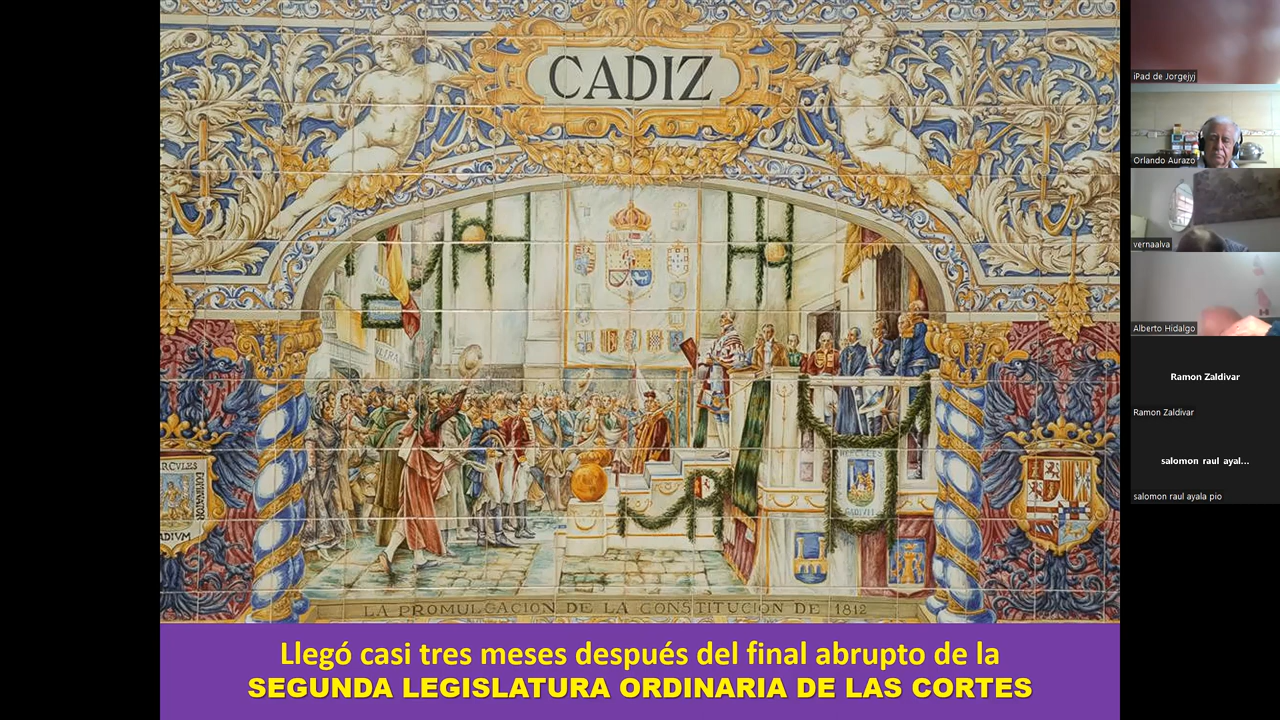 CADIZ
HERCVLES
DOMINATOR
LA PROMULGACION DE LA CONSTITUCION DE 1812
Llegó casi tres meses después del final abrupto de la
SEGUNDA LEGISLATURA ORDINARIA DE LAS CORTES
iPad de Jorgejyj
Orlando Aurazo
vernaalva
Alberto Hidalgo
Ramon Zaldivar
Ramon Zaldivar
salomon raul ayal...
salomon raul ayala pio